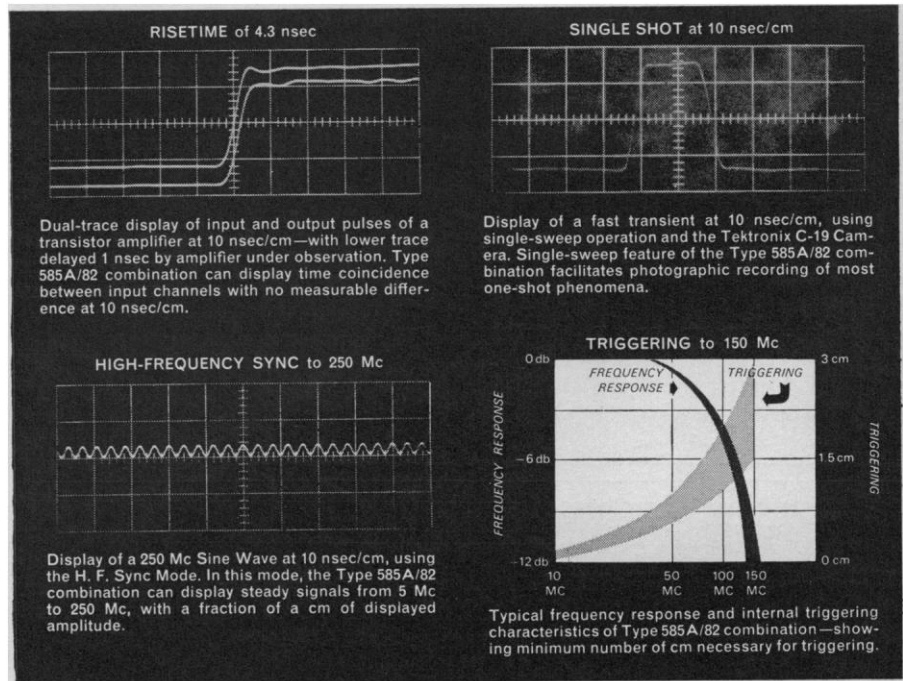 RISETIME of 4.3 nsec
Dual-trace display of input and output pulses of a
transistor amplifier at 10 nsec/cm—with lower trace
delayed 1 nsec by amplifier under observation. Type
585A/82 combination can display time coincidence
between input channels with no measurable differ-
ence at 10 nsec/cm.
SINGLE SHOT at 10 nsec/cm
Display of a fast transient at 10 nsec/cm, using
single-sweep operation and the Tektronix C-19 Cam-
era. Single-sweep feature of the Type 585A/82 com-
bination facilitates photographic recording of most
one-shot phenomena.
HIGH-FREQUENCY SYNC to 250 Mc
Display of a 250 Mc Sine Wave at 10 nsec/cm, using
the H. F. Sync Mode. In this mode, the Type 585A/82
combination can display steady signals from 5 Mc
to 250 Mc, with a fraction of a cm of displayed
amplitude.
TRIGGERING to 150 Mc
0 db
3 cm
FREQUENCY
RESPONSE
TRIGGERING
FREQUENCY RESPONSE
-6 db
1.5 cm
TRIGGERING
-12 db
0 cm
10 50 100 150
MC MC MC MC
Typical frequency response and internal triggering
characteristics of Type 585A/82 combination—show-
ing minimum number of cm necessary for triggering.